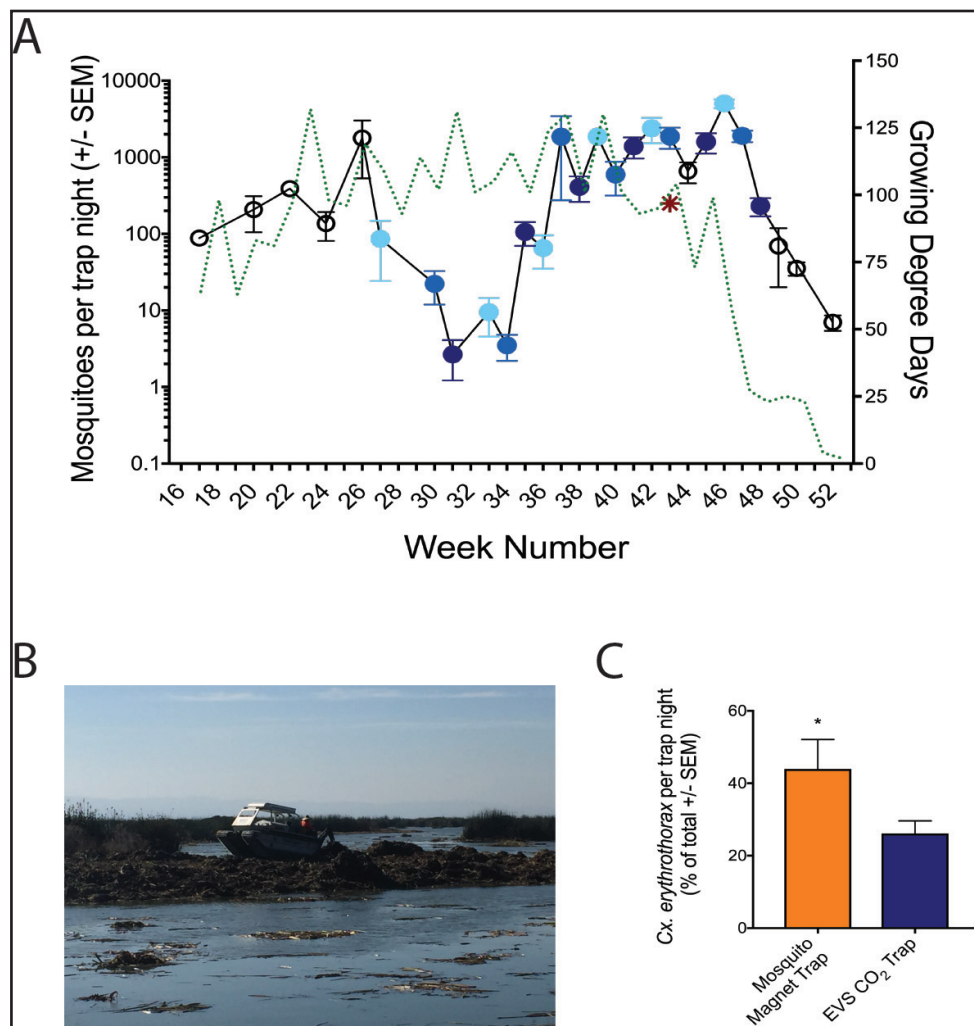 A
Mosquitoes per trap night (+/- SEM)
10000
1000
100
10
1
0.1
150
125
100
75
50
25
0
Growing Degree Days
16 18 20 22 24 26 28 30 32 34 36 38 40 42 44 46 48 50 52
Week Number
B
C
Cx. erythrothorax per trap night
(% of total +/- SEM)
60
40
20
0
*
Mosquito
Magnet Trap
EVS CO₂ Trap